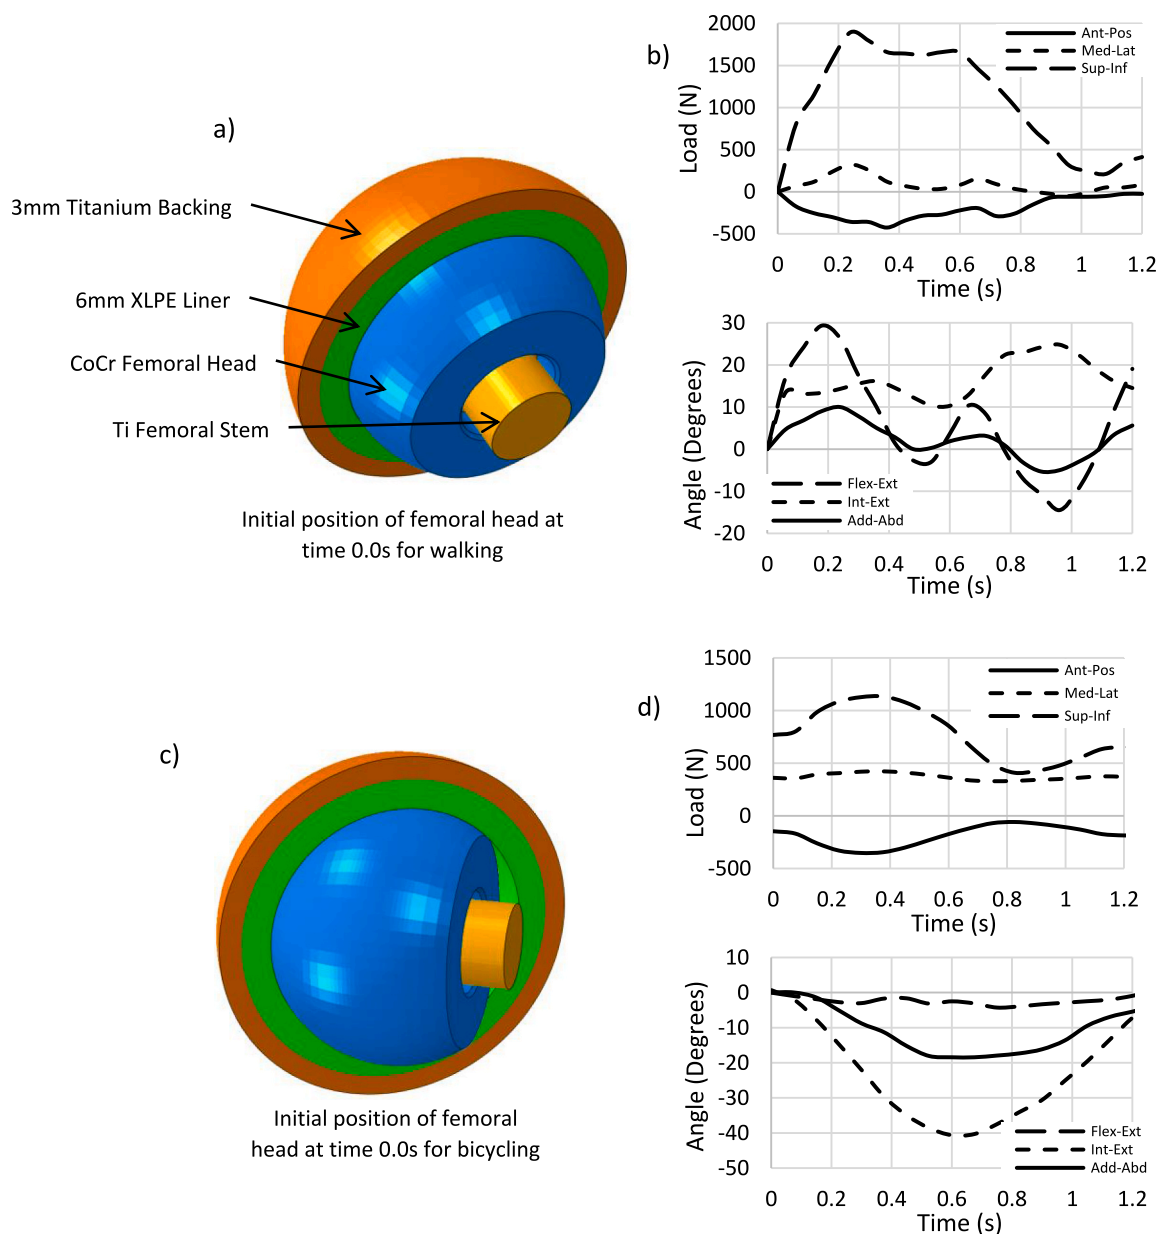 a)
3mm Titanium Backing
6mm XLPE Liner
CoCr Femoral Head
Ti Femoral Stem
Initial position of femoral head at
time 0.0s for walking
b)
Load (N)
2000
1500
1000
500
0
-500
Ant-Pos
Med-Lat
Sup-Inf
0 0.2 0.4 0.6 0.8 1 1.2
Time (s)
Angle (Degrees)
30
20
10
0
-10
-20
Flex-Ext
Int-Ext
Add-Abd
0 0.2 0.4 0.6 0.8 1 1.2
Time (s)
c)
Initial position of femoral
head at time 0.0s for bicycling
d)
Load (N)
1500
1000
500
0
-500
Ant-Pos
Med-Lat
Sup-Inf
0 0.2 0.4 0.6 0.8 1 1.2
Time (s)
Angle (Degrees)
10
0
-10
-20
-30
-40
-50
Flex-Ext
Int-Ext
Add-Abd
0 0.2 0.4 0.6 0.8 1 1.2
Time (s)